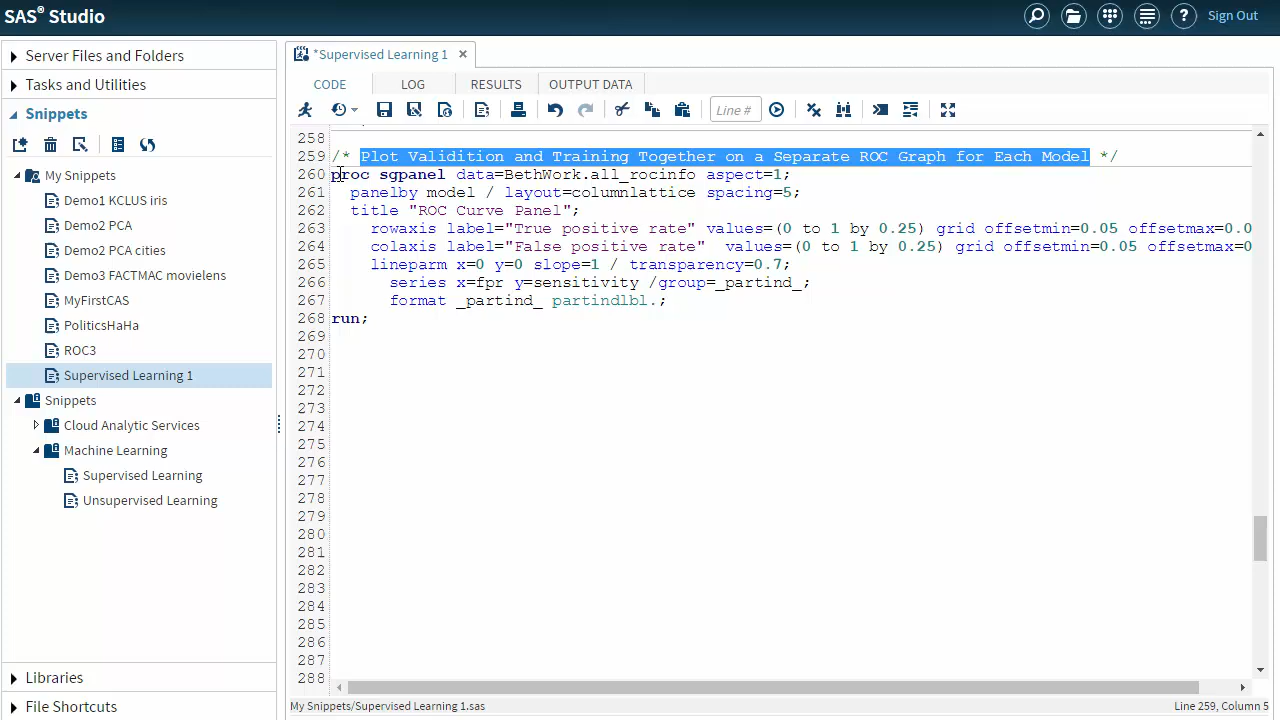 SAS® Studio
Sign Out
Server Files and Folders
Tasks and Utilities
Snippets
My Snippets
Demo1 KCLUS iris
Demo2 PCA
Demo2 PCA cities
Demo3 FACTMAC movielens
MyFirstCAS
PoliticsHaHa
ROC3
Supervised Learning 1
Snippets
Cloud Analytic Services
Machine Learning
Supervised Learning
Unsupervised Learning
Libraries
File Shortcuts
*Supervised Learning 1
CODE LOG RESULTS OUTPUT DATA
Line #
258
259 /* Plot Validition and Training Together on a Separate ROC Graph for Each Model */
260 proc sgpanel data=BethWork.all_rocinfo aspect=1;
261 panelby model / layout=columnlattice spacing=5;
262 title "ROC Curve Panel";
263 rowaxis label="True positive rate" values=(0 to 1 by 0.25) grid offsetmin=0.05 offsetmax=0.0
264 colaxis label="False positive rate" values=(0 to 1 by 0.25) grid offsetmin=0.05 offsetmax=0
265 lineparm x=0 y=0 slope=1 / transparency=0.7;
266 series x=fpr y=sensitivity /group=_partind_;
267 format _partind_ partindlbl.;
268 run;
269
270
271
272
273
274
275
276
277
278
279
280
281
282
283
284
285
286
287
288
My Snippets/Supervised Learning 1.sas
Line 259, Column 5